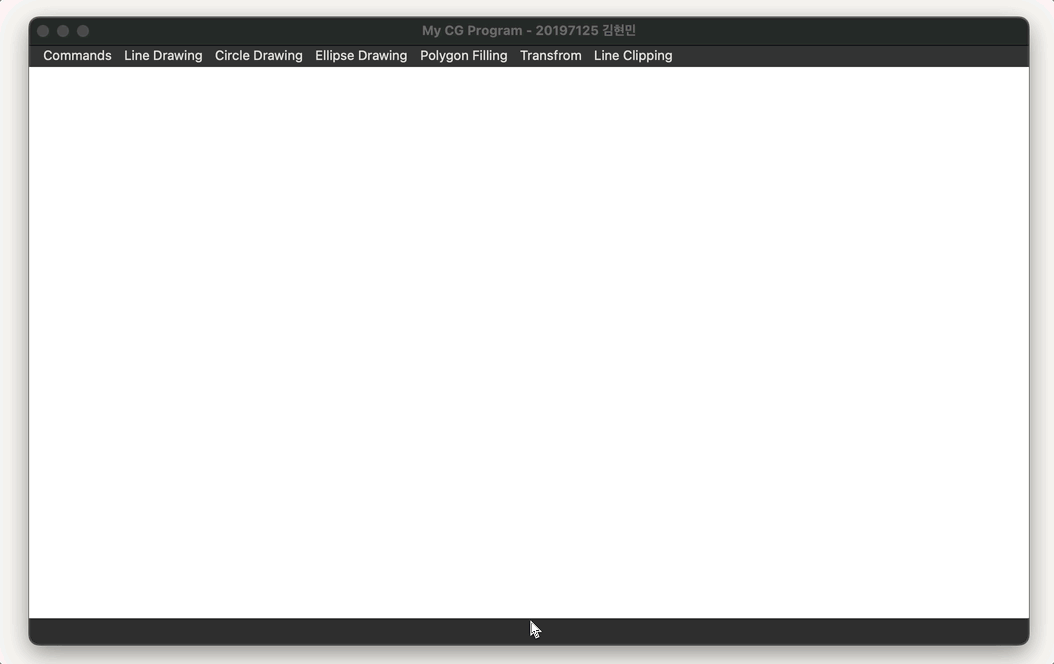 My CG Program - 20197125 김현민
Commands Line Drawing Circle Drawing Ellipse Drawing Polygon Filling Transfrom Line Clipping